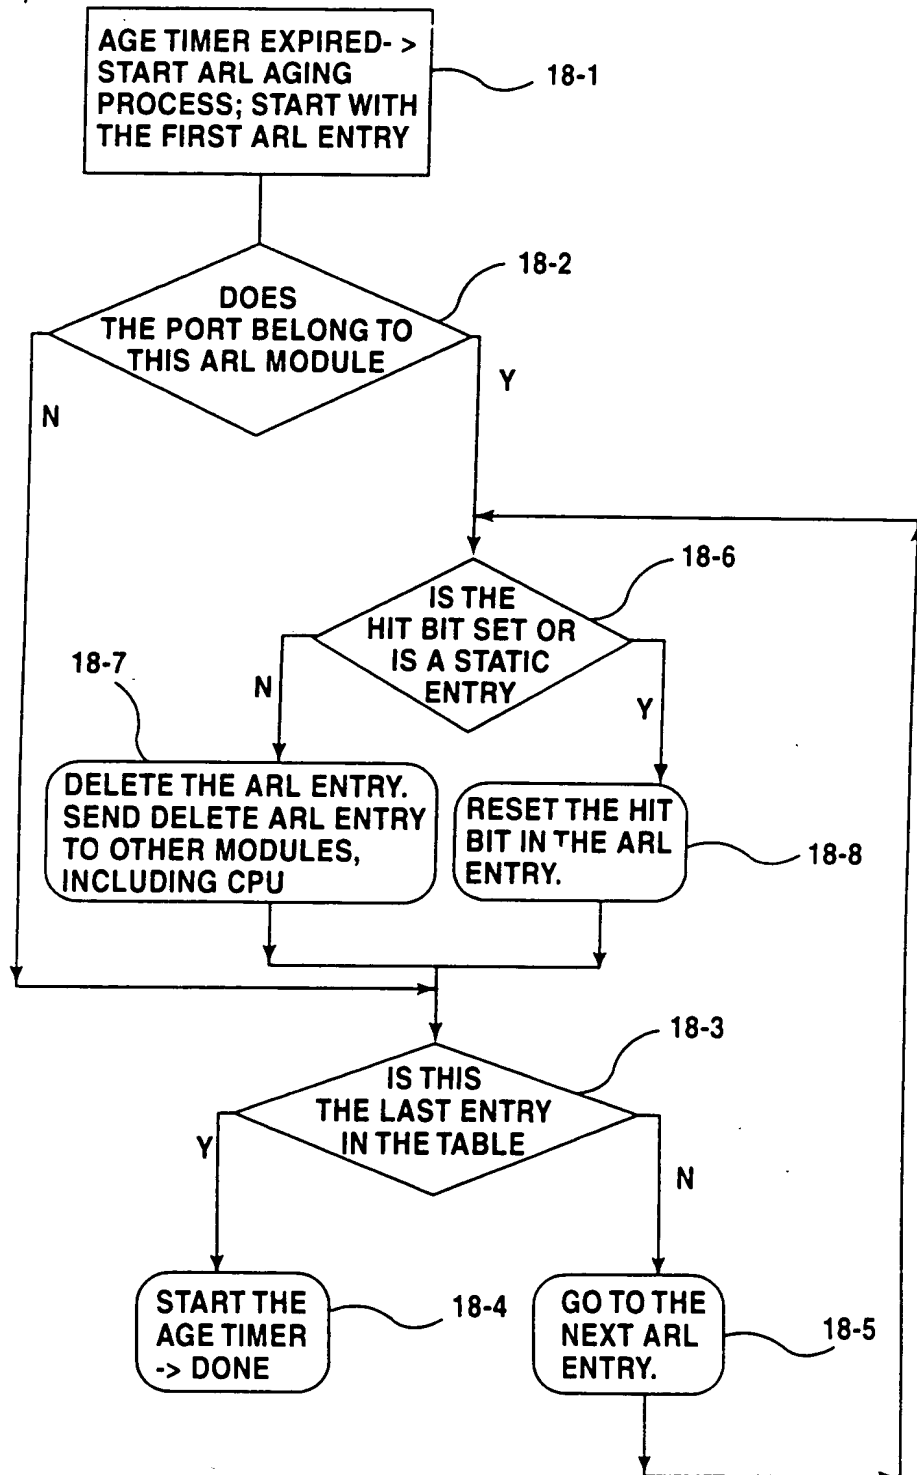 AGE TIMER EXPIRED- >
START ARL AGING
PROCESS; START WITH
THE FIRST ARL ENTRY
18-1
18-2
DOES
THE PORT BELONG TO
THIS ARL MODULE
N
Y
18-6
IS THE
HIT BIT SET OR
IS A STATIC
ENTRY
18-7
N
Y
DELETE THE ARL ENTRY.
SEND DELETE ARL ENTRY
TO OTHER MODULES,
INCLUDING CPU
RESET THE HIT
BIT IN THE ARL
ENTRY.
18-8
18-3
IS THIS
THE LAST ENTRY
IN THE TABLE
Y
N
START THE
AGE TIMER
-> DONE
18-4
GO TO THE
NEXT ARL
ENTRY.
18-5